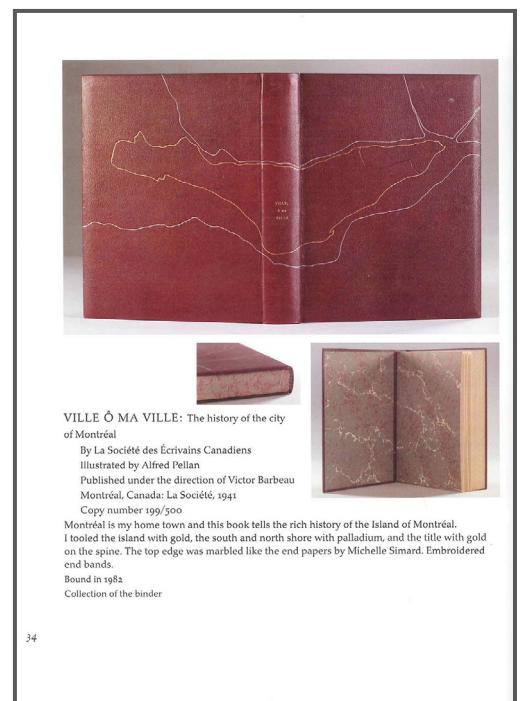 VILLE,
Ô MA
VILLE
VILLE Ô MA VILLE: The history of the city
of Montréal
By La Société des Écrivains Canadiens
Illustrated by Alfred Pellan
Published under the direction of Victor Barbeau
Montréal, Canada: La Société, 1941
Copy number 199/500
Montréal is my home town and this book tells the rich history of the Island of Montréal.
I tooled the island with gold, the south and north shore with palladium, and the title with gold
on the spine. The top edge was marbled like the end papers by Michelle Simard. Embroidered
end bands.
Bound in 1982
Collection of the binder
34